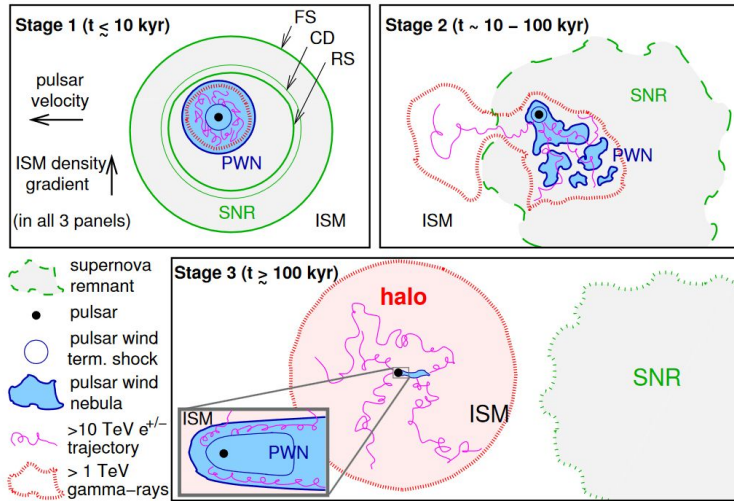 Stage 1 (t ≲ 10 kyr)
FS
CD
RS
pulsar
velocity
ISM density
gradient
(in all 3 panels)
PWN
SNR
ISM
Stage 2 (t ~ 10 − 100 kyr)
SNR
PWN
ISM
supernova
remnant
pulsar
pulsar wind
term. shock
pulsar wind
nebula
>10 TeV e+/−
trajectory
> 1 TeV
gamma−rays
Stage 3 (t ≳ 100 kyr)
halo
ISM
SNR
ISM
PWN